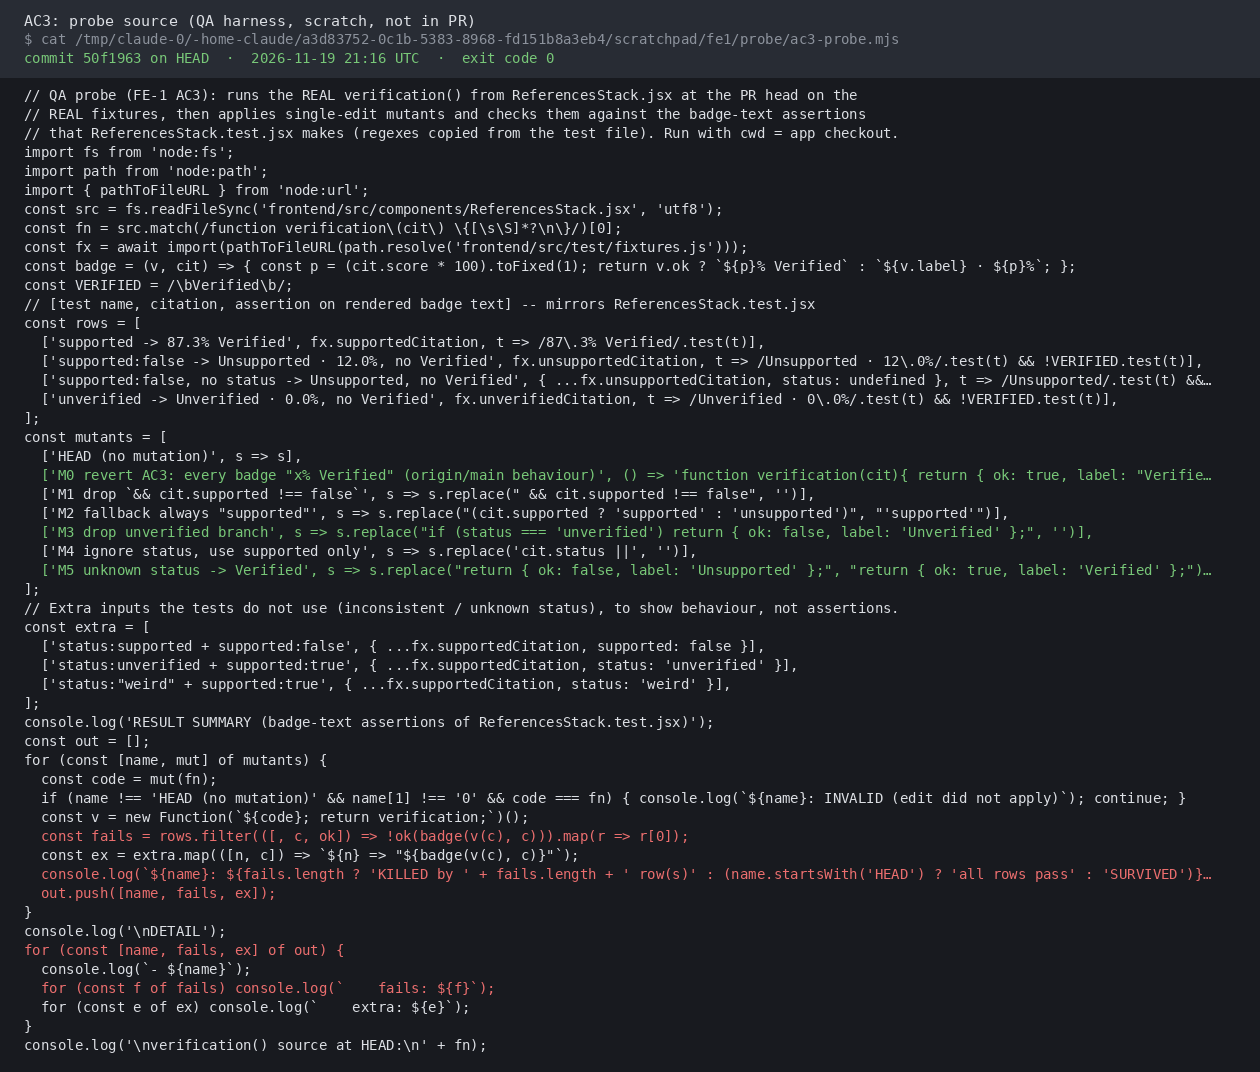 AC3: probe source (QA harness, scratch, not in PR)
$ cat /tmp/claude-0/-home-claude/a3d83752-0c1b-5383-8968-fd151b8a3eb4/scratchpad/fe1/probe/ac3-probe.mjs
commit 50f1963 on HEAD  ·  2026-11-19 21:16 UTC  ·  exit code 0
// QA probe (FE-1 AC3): runs the REAL verification() from ReferencesStack.jsx at the PR head on the
// REAL fixtures, then applies single-edit mutants and checks them against the badge-text assertions
// that ReferencesStack.test.jsx makes (regexes copied from the test file). Run with cwd = app checkout.
import fs from 'node:fs';
import path from 'node:path';
import { pathToFileURL } from 'node:url';
const src = fs.readFileSync('frontend/src/components/ReferencesStack.jsx', 'utf8');
const fn = src.match(/function verification\(cit\) \{[\s\S]*?\n\}/)[0];
const fx = await import(pathToFileURL(path.resolve('frontend/src/test/fixtures.js')));
const badge = (v, cit) => { const p = (cit.score * 100).toFixed(1); return v.ok ? `${p}% Verified` : `${v.label} · ${p}%`; };
const VERIFIED = /\bVerified\b/;
// [test name, citation, assertion on rendered badge text] -- mirrors ReferencesStack.test.jsx
const rows = [
  ['supported -> 87.3% Verified', fx.supportedCitation, t => /87\.3% Verified/.test(t)],
  ['supported:false -> Unsupported · 12.0%, no Verified', fx.unsupportedCitation, t => /Unsupported · 12\.0%/.test(t) && !VERIFIED.test(t)],
  ['supported:false, no status -> Unsupported, no Verified', { ...fx.unsupportedCitation, status: undefined }, t => /Unsupported/.test(t) &&…
  ['unverified -> Unverified · 0.0%, no Verified', fx.unverifiedCitation, t => /Unverified · 0\.0%/.test(t) && !VERIFIED.test(t)],
];
const mutants = [
  ['HEAD (no mutation)', s => s],
  ['M0 revert AC3: every badge "x% Verified" (origin/main behaviour)', () => 'function verification(cit){ return { ok: true, label: "Verifie…
  ['M1 drop `&& cit.supported !== false`', s => s.replace(" && cit.supported !== false", '')],
  ['M2 fallback always "supported"', s => s.replace("(cit.supported ? 'supported' : 'unsupported')", "'supported'")],
  ['M3 drop unverified branch', s => s.replace("if (status === 'unverified') return { ok: false, label: 'Unverified' };", '')],
  ['M4 ignore status, use supported only', s => s.replace('cit.status ||', '')],
  ['M5 unknown status -> Verified', s => s.replace("return { ok: false, label: 'Unsupported' };", "return { ok: true, label: 'Verified' };")…
];
// Extra inputs the tests do not use (inconsistent / unknown status), to show behaviour, not assertions.
const extra = [
  ['status:supported + supported:false', { ...fx.supportedCitation, supported: false }],
  ['status:unverified + supported:true', { ...fx.supportedCitation, status: 'unverified' }],
  ['status:"weird" + supported:true', { ...fx.supportedCitation, status: 'weird' }],
];
console.log('RESULT SUMMARY (badge-text assertions of ReferencesStack.test.jsx)');
const out = [];
for (const [name, mut] of mutants) {
  const code = mut(fn);
  if (name !== 'HEAD (no mutation)' && name[1] !== '0' && code === fn) { console.log(`${name}: INVALID (edit did not apply)`); continue; }
  const v = new Function(`${code}; return verification;`)();
  const fails = rows.filter(([, c, ok]) => !ok(badge(v(c), c))).map(r => r[0]);
  const ex = extra.map(([n, c]) => `${n} => "${badge(v(c), c)}"`);
  console.log(`${name}: ${fails.length ? 'KILLED by ' + fails.length + ' row(s)' : (name.startsWith('HEAD') ? 'all rows pass' : 'SURVIVED')}…
  out.push([name, fails, ex]);
}
console.log('\nDETAIL');
for (const [name, fails, ex] of out) {
  console.log(`- ${name}`);
  for (const f of fails) console.log(`    fails: ${f}`);
  for (const e of ex) console.log(`    extra: ${e}`);
}
console.log('\nverification() source at HEAD:\n' + fn);